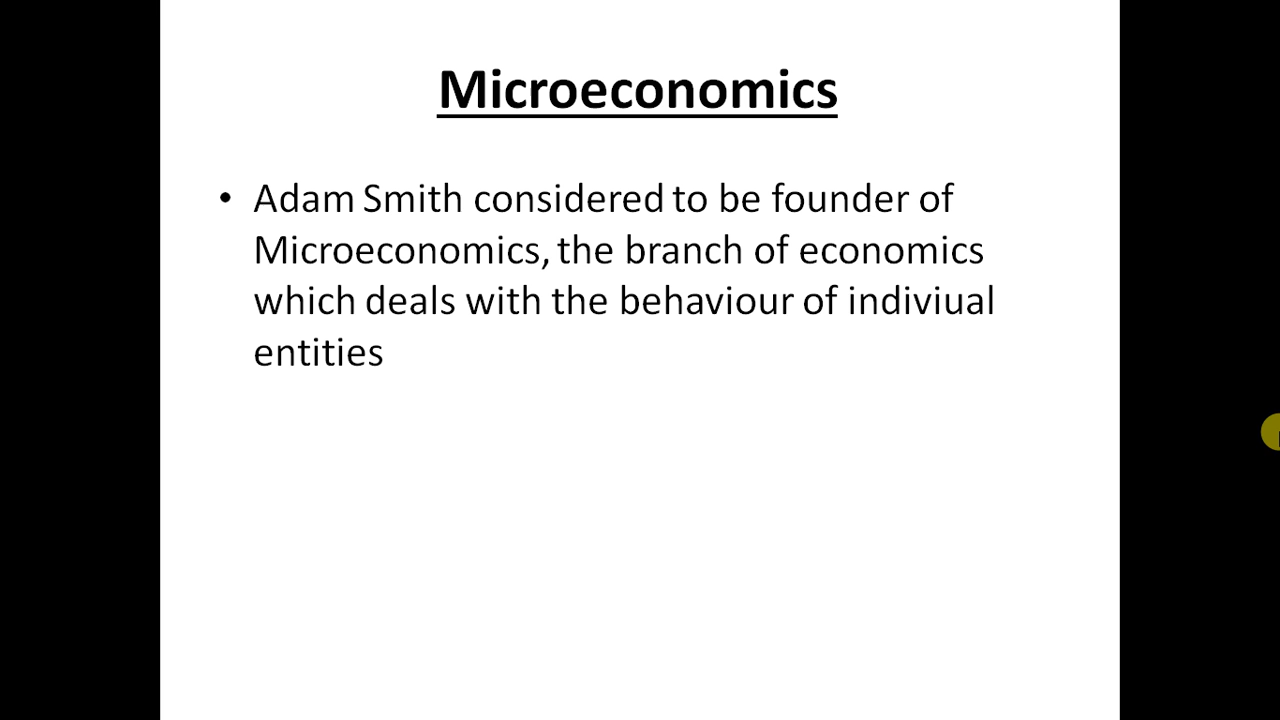 Microeconomics
• Adam Smith considered to be founder of
Microeconomics, the branch of economics
which deals with the behaviour of indiviual
entities